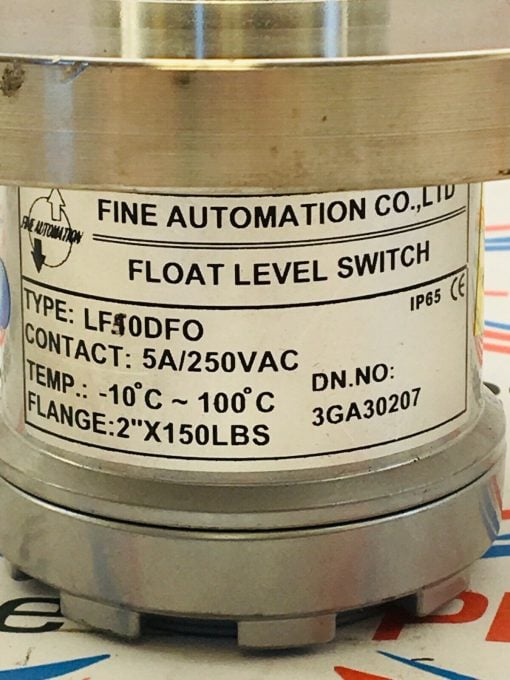 FINE AUTOMATION CO.,LTD
FINE AUTOMATION
FLOAT LEVEL SWITCH
IP65 CE
TYPE: LF510DFO
CONTACT: 5A/250VAC
TEMP.: -10°C ~ 100°C
FLANGE:2"X150LBS
DN.NO:
3GA30207